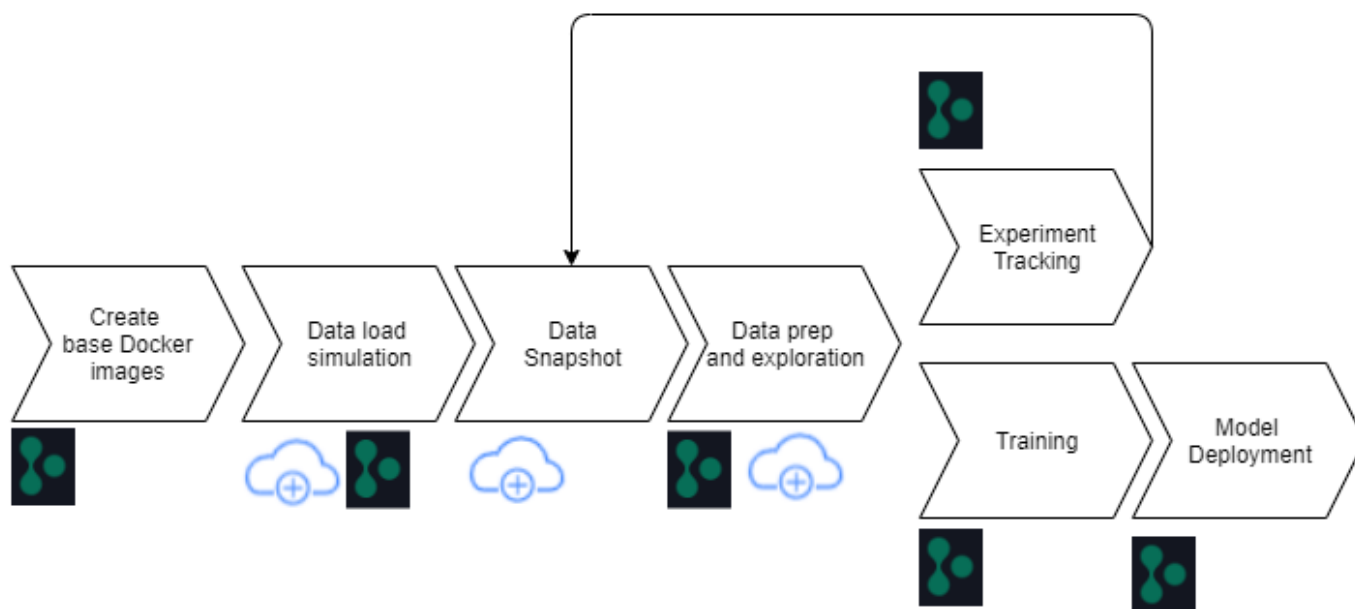 Create
base Docker
images
Data load
simulation
Data
Snapshot
Data prep
and exploration
Experiment
Tracking
Training
Model
Deployment